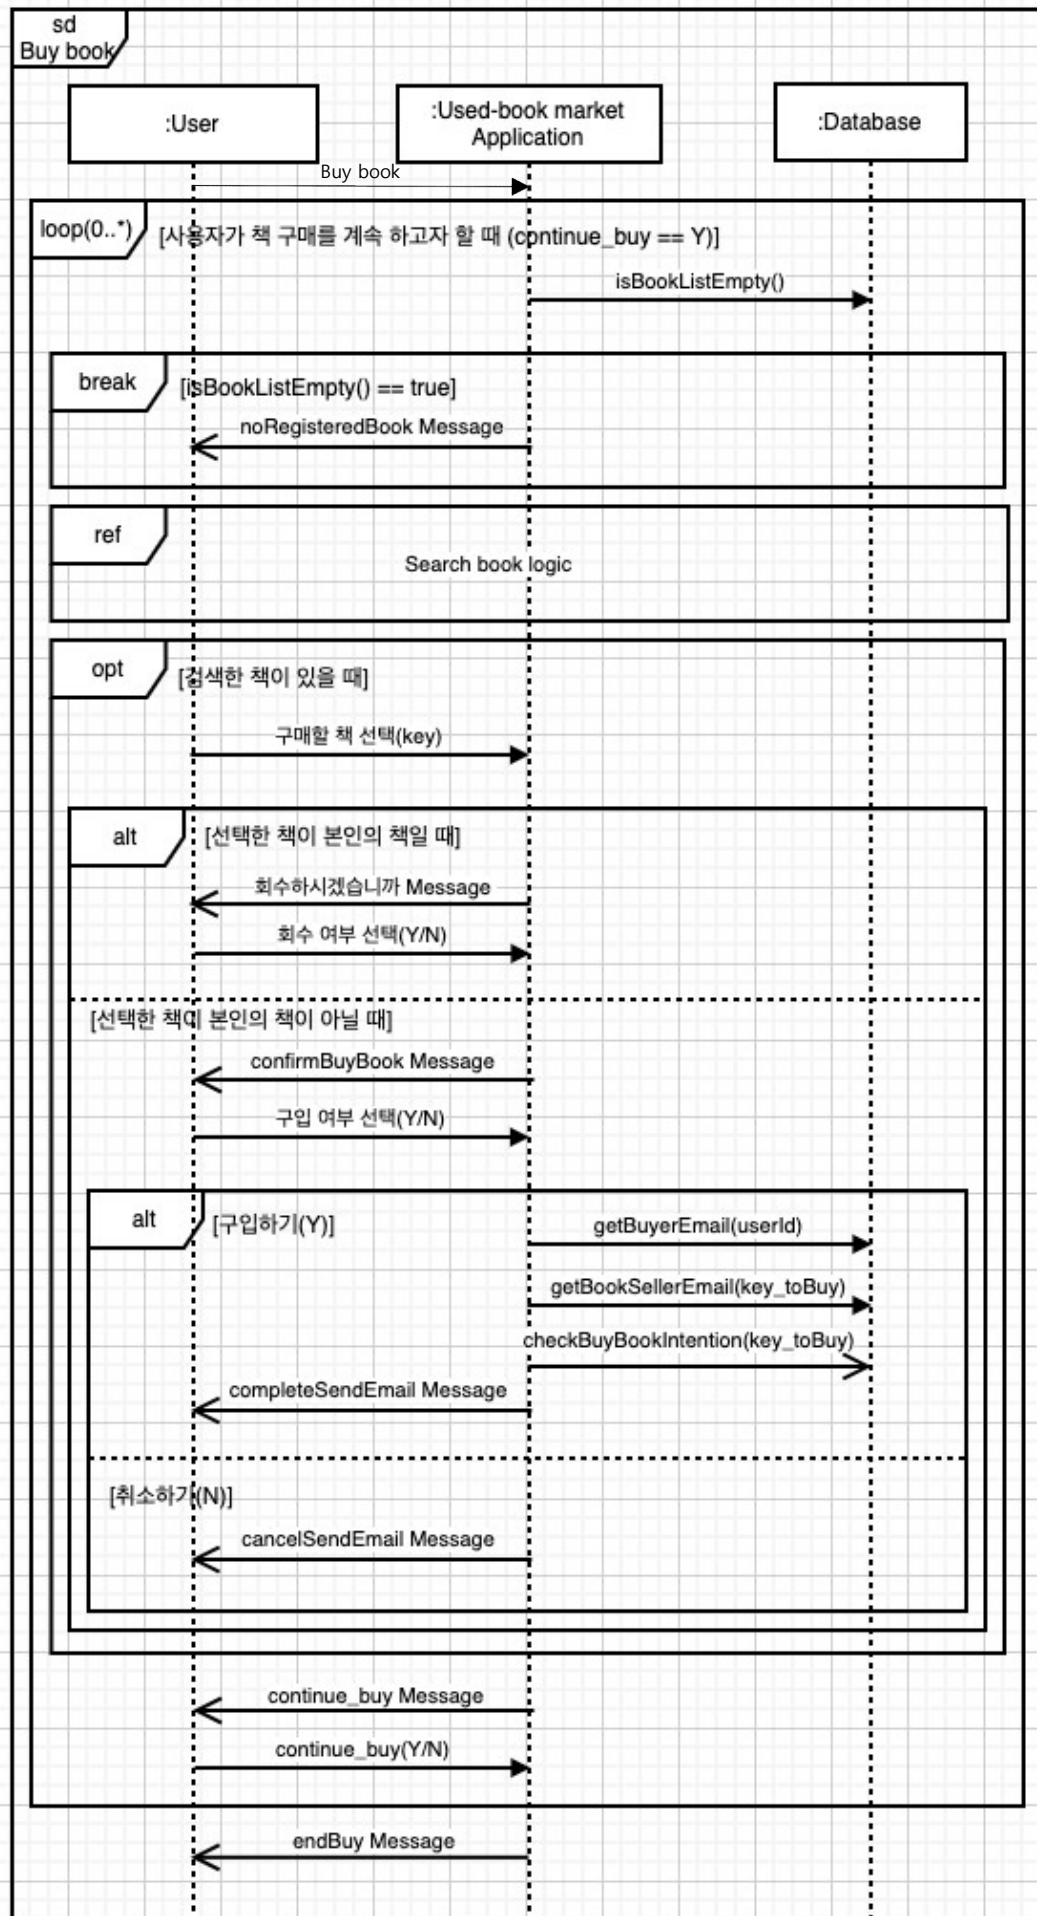 sd
Buy book
:User
:Used-book market
Application
:Database
Buy book
loop(0..*)
[사용자가 책 구매를 계속 하고자 할 때 (continue_buy == Y)]
isBookListEmpty()
break
[isBookListEmpty() == true]
noRegisteredBook Message
ref
Search book logic
opt
[검색한 책이 있을 때]
구매할 책 선택(key)
alt
[선택한 책이 본인의 책일 때]
회수하시겠습니까 Message
회수 여부 선택(Y/N)
[선택한 책이 본인의 책이 아닐 때]
confirmBuyBook Message
구입 여부 선택(Y/N)
alt
[구입하기(Y)]
getBuyerEmail(userId)
getBookSellerEmail(key_toBuy)
checkBuyBookIntention(key_toBuy)
completeSendEmail Message
[취소하기(N)]
cancelSendEmail Message
continue_buy Message
continue_buy(Y/N)
endBuy Message